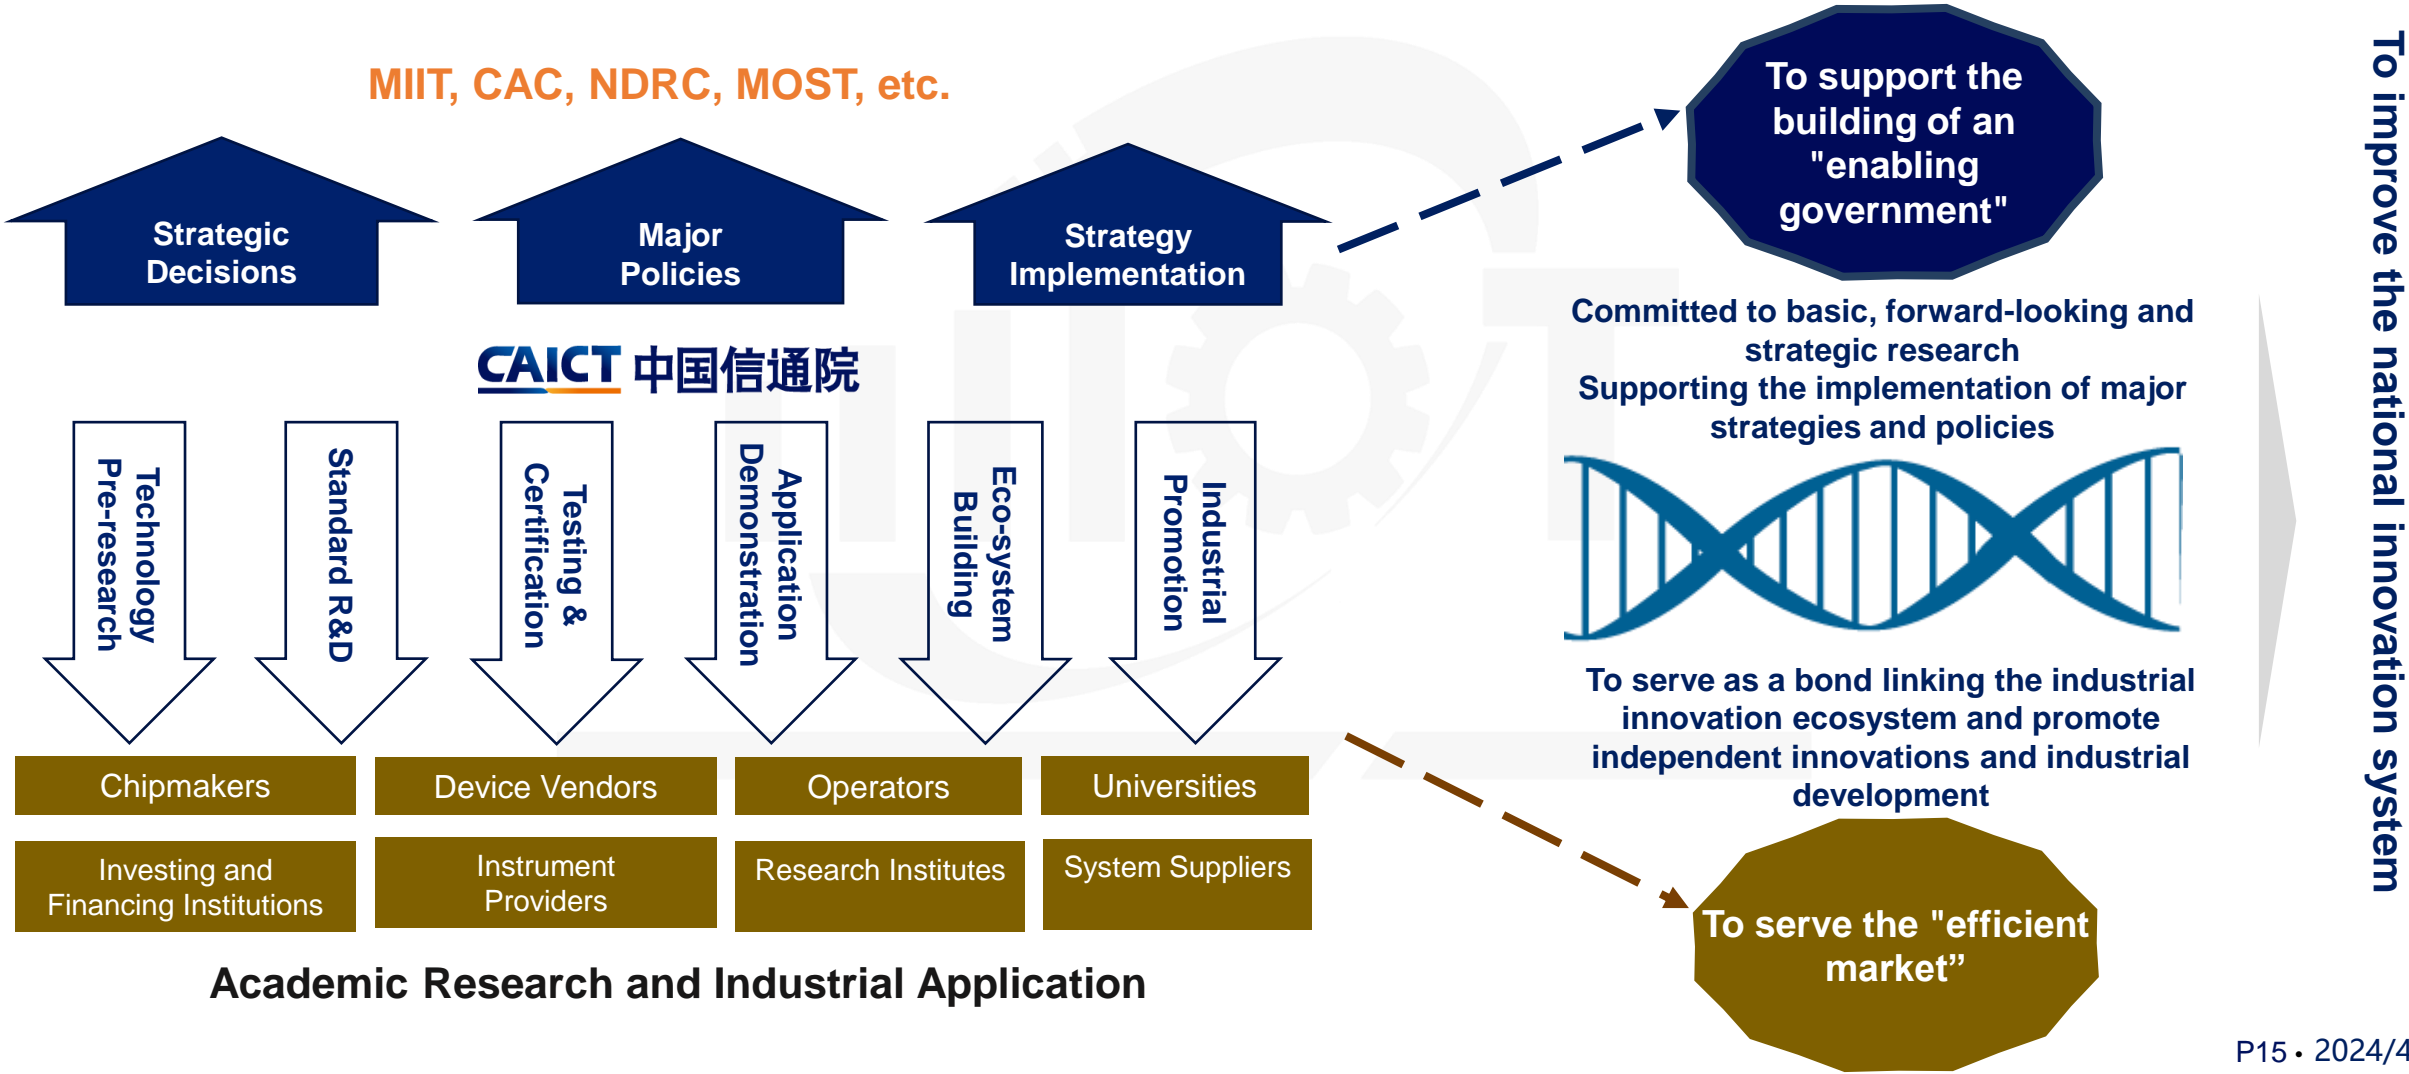 MIIT, CAC, NDRC, MOST, etc.
Strategic
Decisions
Major
Policies
Strategy
Implementation
CAICT 中国信通院
Technology
Pre-research
Standard R&D
Testing &
Certification
Application
Demonstration
Eco-system
Building
Industrial
Promotion
Chipmakers
Device Vendors
Operators
Universities
Investing and
Financing Institutions
Instrument
Providers
Research Institutes
System Suppliers
Academic Research and Industrial Application
To support the
building of an
"enabling
government"
Committed to basic, forward-looking and
strategic research
Supporting the implementation of major
strategies and policies
To serve as a bond linking the industrial
innovation ecosystem and promote
independent innovations and industrial
development
To serve the "efficient
market”
To improve the national innovation system
P15 • 2024/4